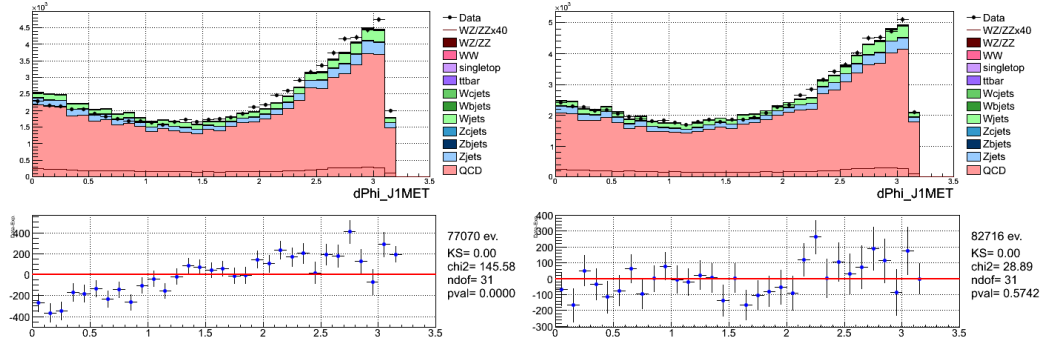 ×10³
4.5
4
3.5
3
2.5
2
1.5
1
0.5
0
0 0.5 1 1.5 2 2.5 3 3.5
dPhi_J1MET
Data
WZ/ZZx40
WZ/ZZ
WW
singletop
ttbar
Wcjets
Wbjets
Wjets
Zcjets
Zbjets
Zjets
QCD
×10³
5
4
3
2
1
0
0 0.5 1 1.5 2 2.5 3 3.5
dPhi_J1MET
Data
WZ/ZZx40
WZ/ZZ
WW
singletop
ttbar
Wcjets
Wbjets
Wjets
Zcjets
Zbjets
Zjets
QCD
400
200
0
-200
-400
0 0.5 1 1.5 2 2.5 3 3.5
77070 ev.
KS= 0.00
chi2= 145.58
ndof= 31
pval= 0.0000
400
300
200
100
0
-100
-200
-300
0 0.5 1 1.5 2 2.5 3 3.5
82716 ev.
KS= 0.00
chi2= 28.89
ndof= 31
pval= 0.5742